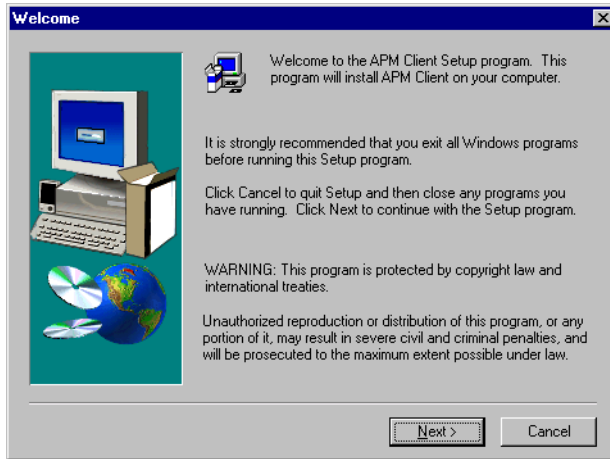 Welcome
Welcome to the APM Client Setup program. This
program will install APM Client on your computer.
It is strongly recommended that you exit all Windows programs
before running this Setup program.
Click Cancel to quit Setup and then close any programs you
have running. Click Next to continue with the Setup program.
WARNING: This program is protected by copyright law and
international treaties.
Unauthorized reproduction or distribution of this program, or any
portion of it, may result in severe civil and criminal penalties, and
will be prosecuted to the maximum extent possible under law.
Next >
Cancel